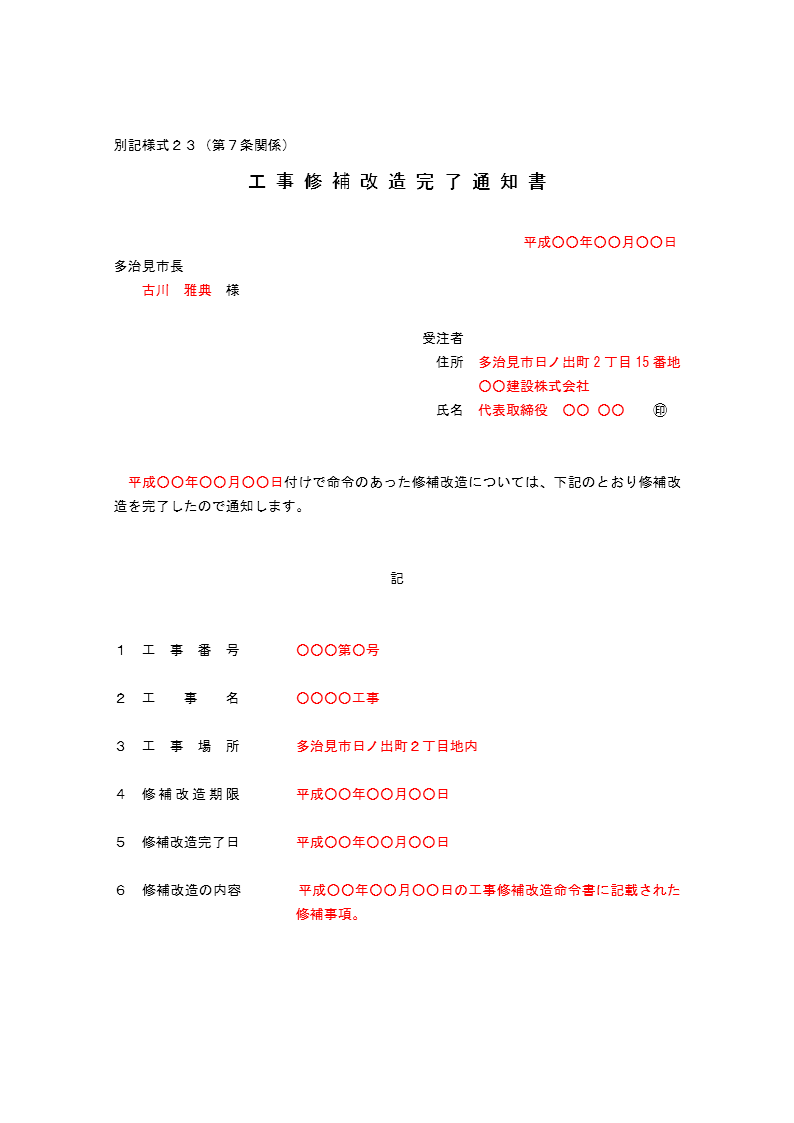 別記様式２３（第７条関係）
工事修補改造完了通知書
平成〇〇年〇〇月〇〇日
多治見市長
古川　雅典　様
受注者
住所　多治見市日ノ出町２丁目15番地
〇〇建設株式会社
氏名　代表取締役　〇〇 〇〇　　㊞
平成〇〇年〇〇月〇〇日付けで命令のあった修補改造については、下記のとおり修補改
造を完了したので通知します。
記
１　工　事　番　号　　　　〇〇〇第〇号
２　工　　事　　名　　　　〇〇〇〇工事
３　工　事　場　所　　　　多治見市日ノ出町２丁目地内
４　修補改造期限　　　　平成〇〇年〇〇月〇〇日
５　修補改造完了日　　　　平成〇〇年〇〇月〇〇日
６　修補改造の内容　　　　平成〇〇年〇〇月〇〇日の工事修補改造命令書に記載された
修補事項。